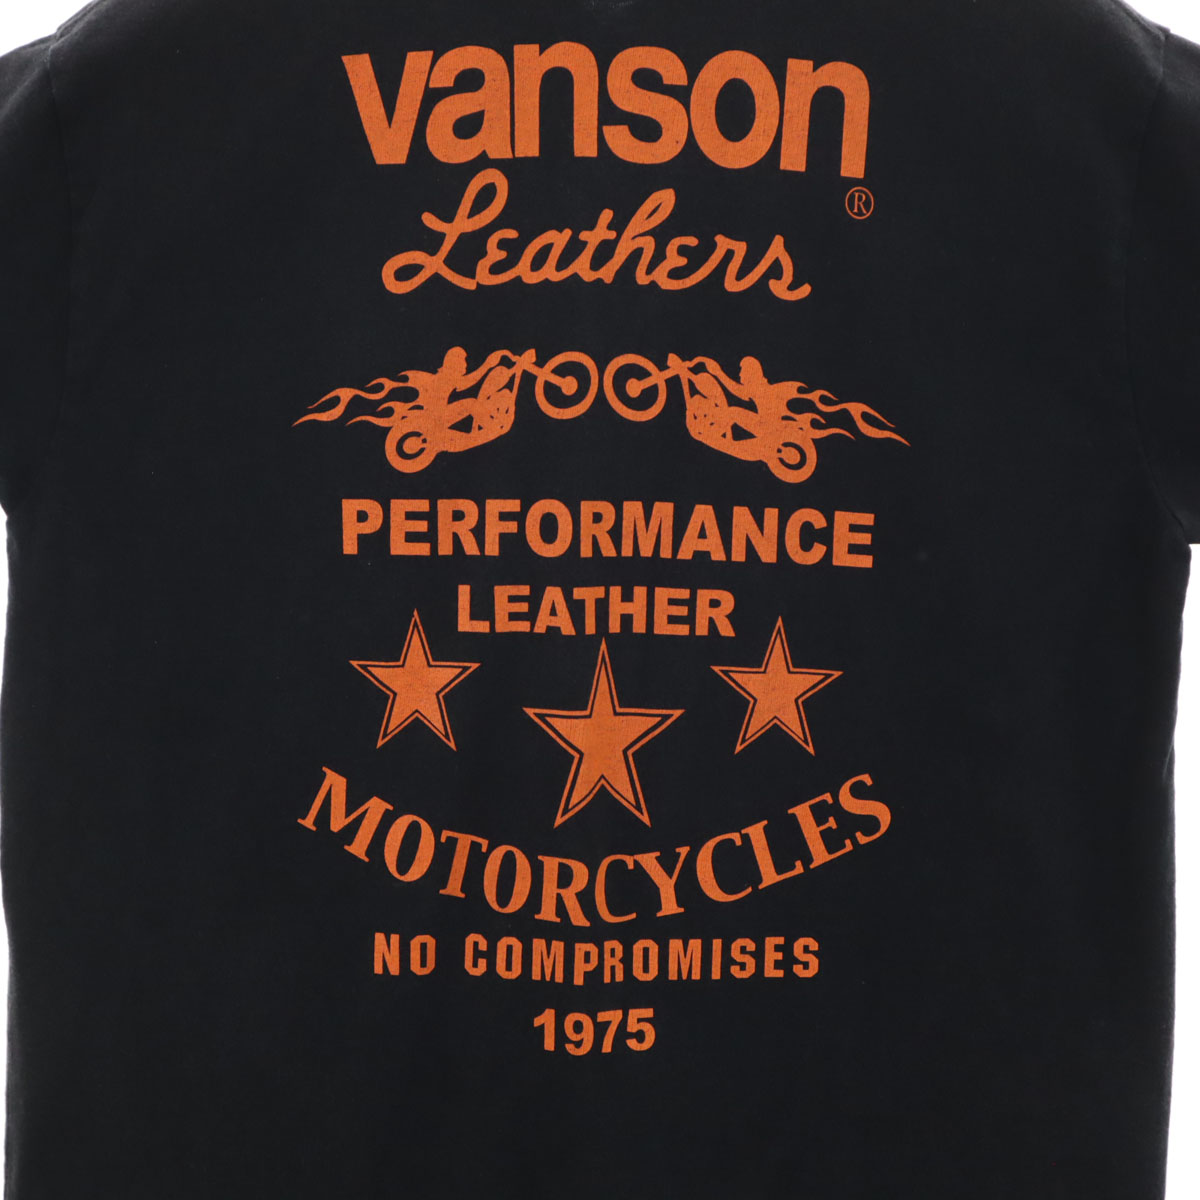 vanson
Leathers ®
PERFORMANCE
LEATHER
MOTORCYCLES
NO COMPROMISES
1975